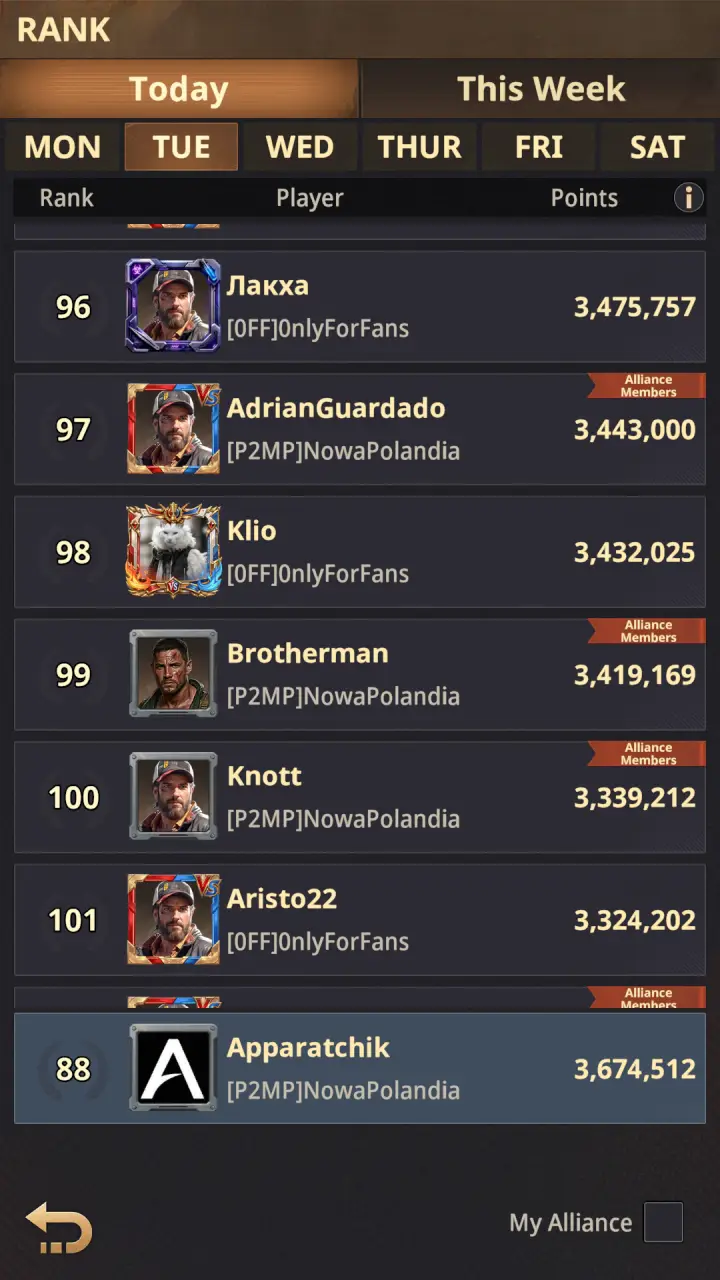 RANK
Today
This Week
MON
TUE
WED
THUR
FRI
SAT
Rank
Player
Points
i
96
Лакха
[0FF]0nlyForFans
3,475,757
Alliance
Members
97
AdrianGuardado
[P2MP]NowaPolandia
3,443,000
98
Klio
[0FF]0nlyForFans
3,432,025
Alliance
Members
99
Brotherman
[P2MP]NowaPolandia
3,419,169
Alliance
Members
100
Knott
[P2MP]NowaPolandia
3,339,212
101
Aristo22
[0FF]0nlyForFans
3,324,202
Alliance
Members
88
Apparatchik
[P2MP]NowaPolandia
3,674,512
My Alliance